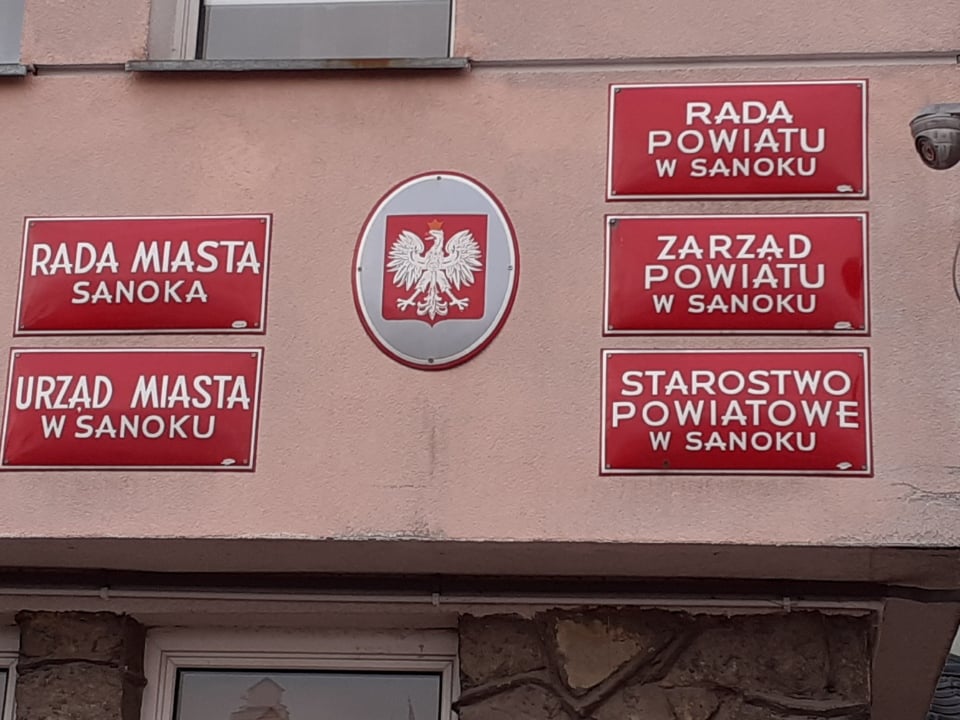 RADA MIASTA
SANOKA
URZĄD MIASTA
W SANOKU
RADA
POWIATU
W SANOKU
ZARZĄD
POWIATU
W SANOKU
STAROSTWO
POWIATOWE
W SANOKU